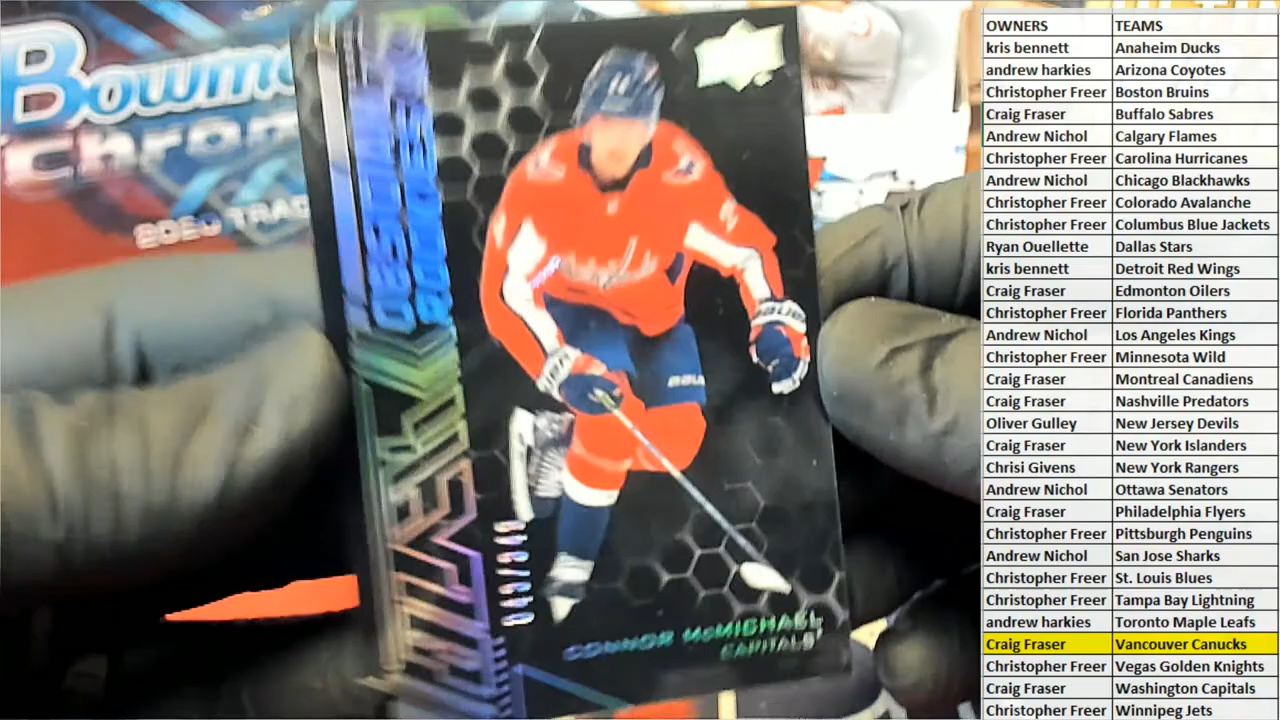 Bowm
Chrom
202 TRAD
BAUER
Capitals
CONNOR McMICHAEL
CAPITALS
OWNERS TEAMS
kris bennett Anaheim Ducks
andrew harkies Arizona Coyotes
Christopher Freer Boston Bruins
Craig Fraser Buffalo Sabres
Andrew Nichol Calgary Flames
Christopher Freer Carolina Hurricanes
Andrew Nichol Chicago Blackhawks
Christopher Freer Colorado Avalanche
Christopher Freer Columbus Blue Jackets
Ryan Ouellette Dallas Stars
kris bennett Detroit Red Wings
Craig Fraser Edmonton Oilers
Christopher Freer Florida Panthers
Andrew Nichol Los Angeles Kings
Christopher Freer Minnesota Wild
Craig Fraser Montreal Canadiens
Craig Fraser Nashville Predators
Oliver Gulley New Jersey Devils
Craig Fraser New York Islanders
Chrisi Givens New York Rangers
Andrew Nichol Ottawa Senators
Craig Fraser Philadelphia Flyers
Christopher Freer Pittsburgh Penguins
Andrew Nichol San Jose Sharks
Christopher Freer St. Louis Blues
Christopher Freer Tampa Bay Lightning
andrew harkies Toronto Maple Leafs
Craig Fraser Vancouver Canucks
Christopher Freer Vegas Golden Knights
Craig Fraser Washington Capitals
Christopher Freer Winnipeg Jets